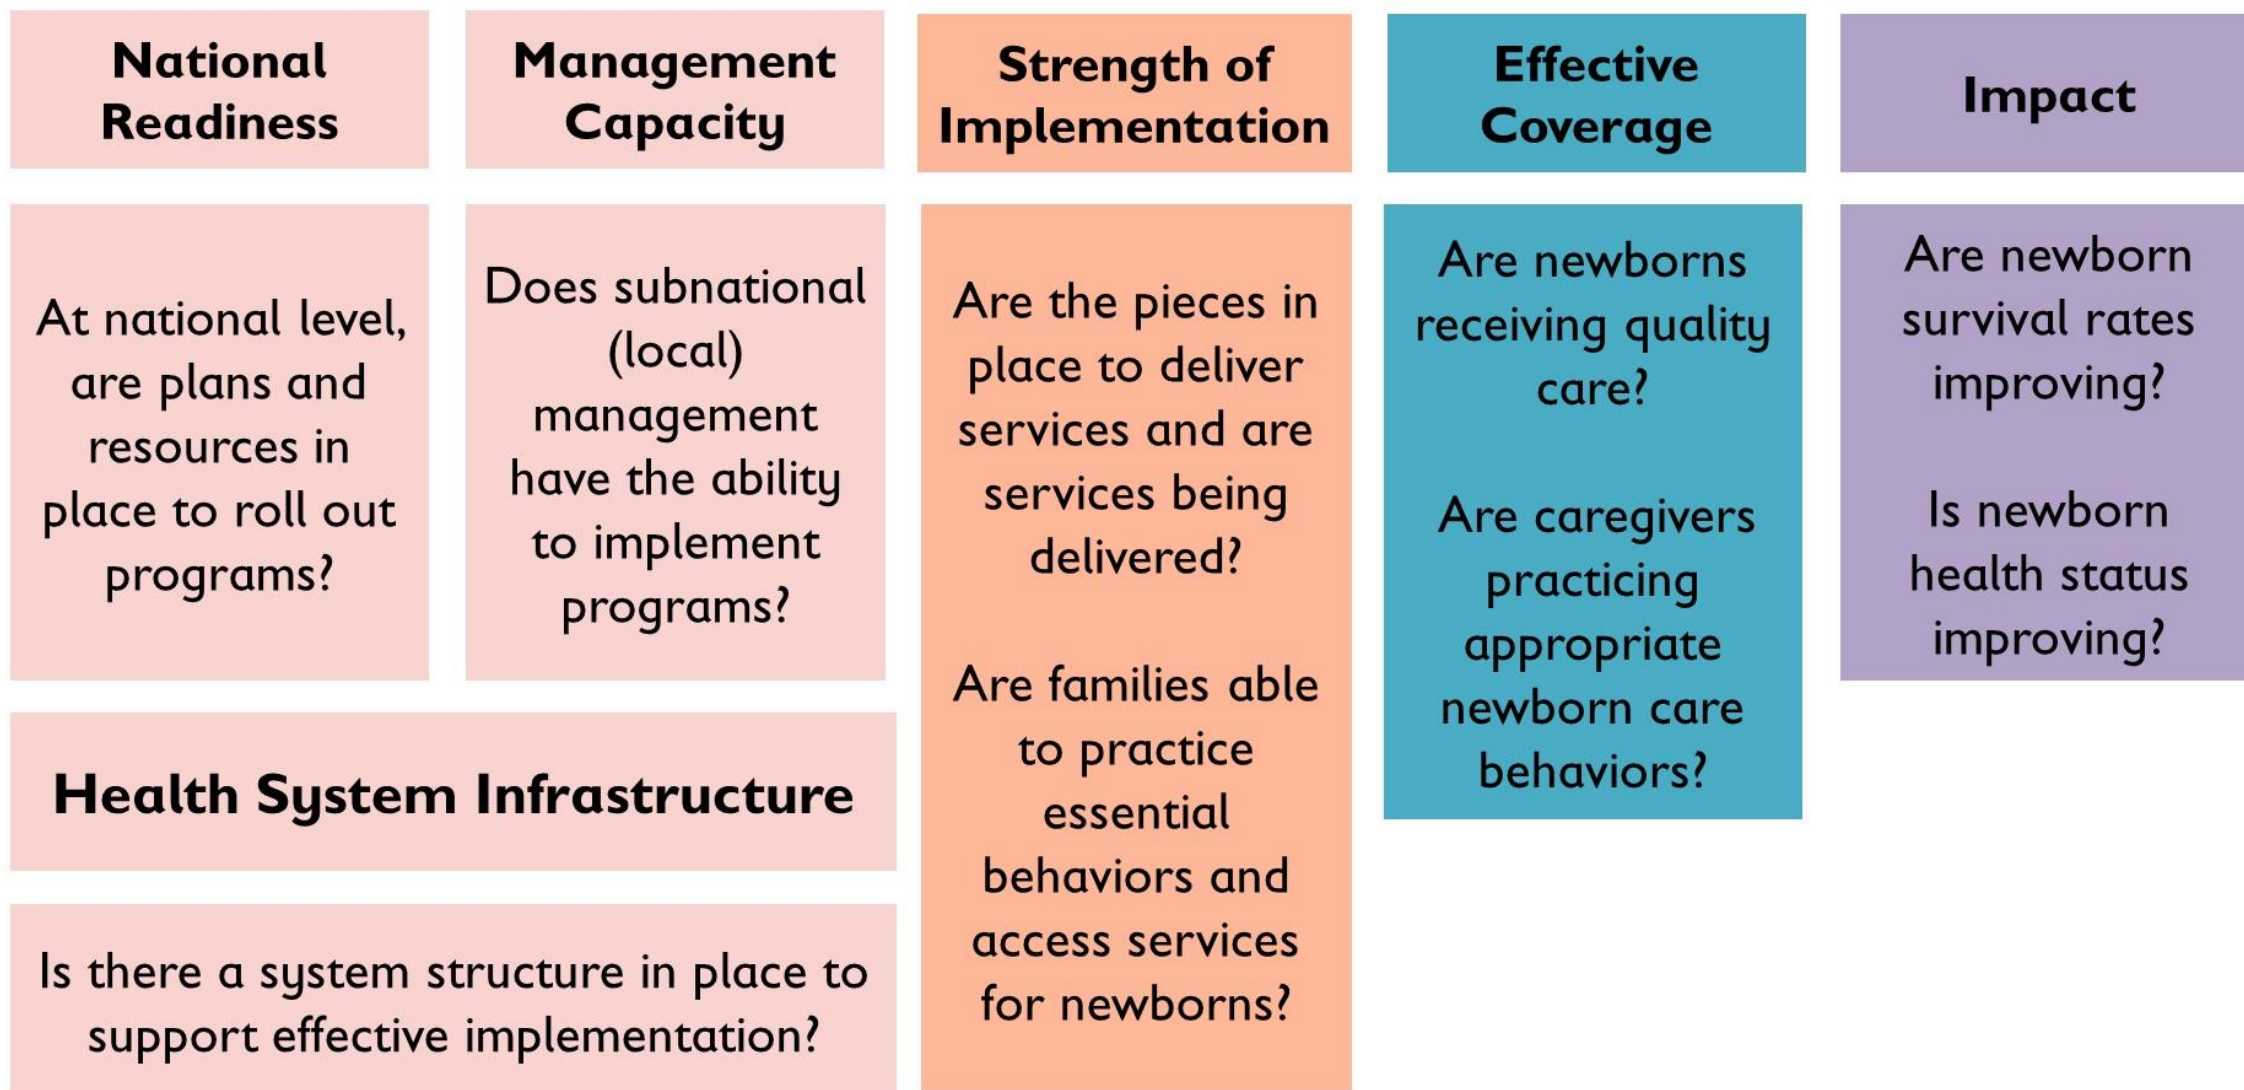 National
Readiness
At national level,
are plans and
resources in
place to roll out
programs?
Management
Capacity
Does subnational
(local)
management
have the ability
to implement
programs?
Health System Infrastructure
Is there a system structure in place to
support effective implementation?
Strength of
Implementation
Are the pieces in
place to deliver
services and are
services being
delivered?
Are families able
to practice
essential
behaviors and
access services
for newborns?
Effective
Coverage
Are newborns
receiving quality
care?
Are caregivers
practicing
appropriate
newborn care
behaviors?
Impact
Are newborn
survival rates
improving?
Is newborn
health status
improving?